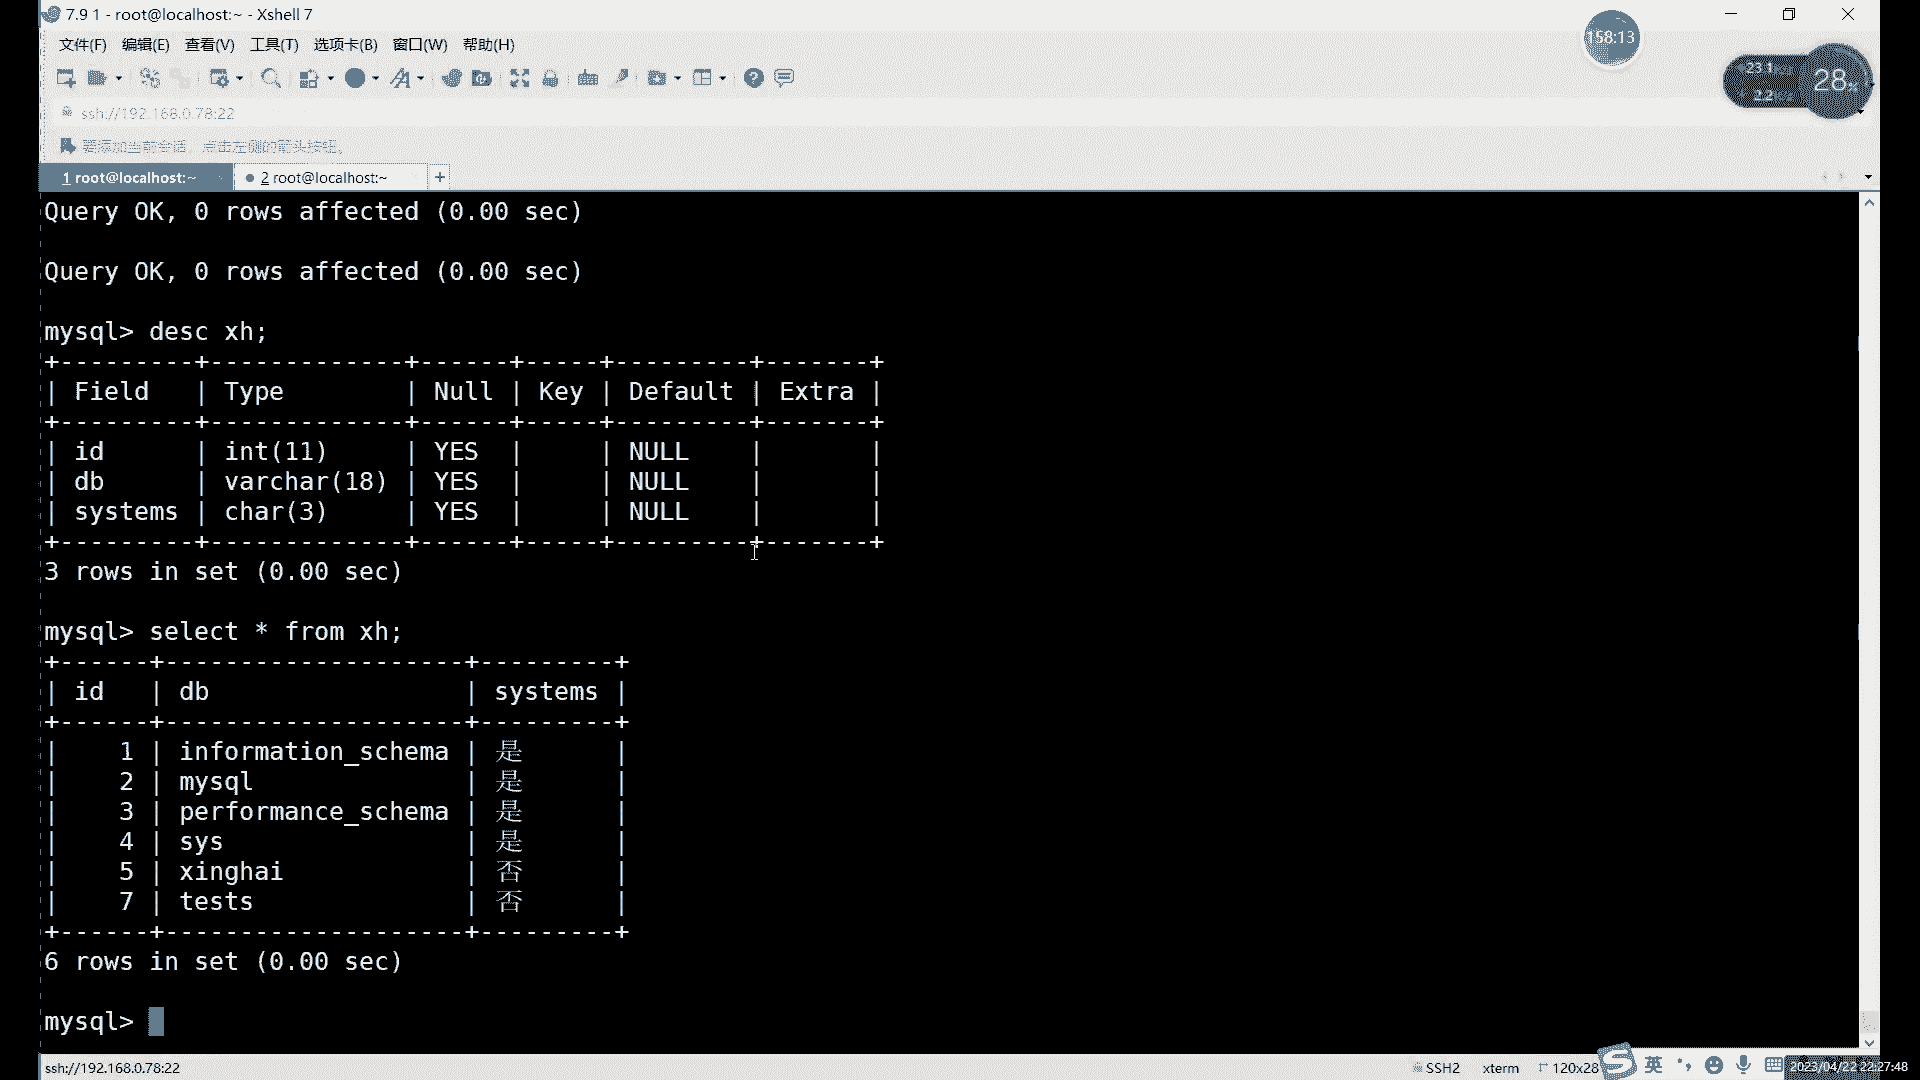 7.9 1 - root@localhost:~ - Xshell 7
文件(F) 编辑(E) 查看(V) 工具(T) 选项卡(B) 窗口(W) 帮助(H)
158:13
23.1
2.2
28%
ssh://192.168.0.78:22
要添加当前会话，点击左侧的箭头按钮。
1 root@localhost:~
2 root@localhost:~
Query OK, 0 rows affected (0.00 sec)
Query OK, 0 rows affected (0.00 sec)
mysql> desc xh;
+---------+-------------+------+-----+---------+-------+
| Field   | Type        | Null | Key | Default | Extra |
+---------+-------------+------+-----+---------+-------+
| id      | int(11)     | YES  |     | NULL    |       |
| db      | varchar(18) | YES  |     | NULL    |       |
| systems | char(3)     | YES  |     | NULL    |       |
+---------+-------------+------+-----+---------+-------+
3 rows in set (0.00 sec)
mysql> select * from xh;
+------+--------------------+---------+
| id   | db                 | systems |
+------+--------------------+---------+
|    1 | information_schema | 是       |
|    2 | mysql              | 是       |
|    3 | performance_schema | 是       |
|    4 | sys                | 是       |
|    5 | xinghai            | 否       |
|    7 | tests              | 否       |
+------+--------------------+---------+
6 rows in set (0.00 sec)
mysql>
ssh://192.168.0.78:22
SSH2
xterm
120x28
英
2023/04/22 22:27:48